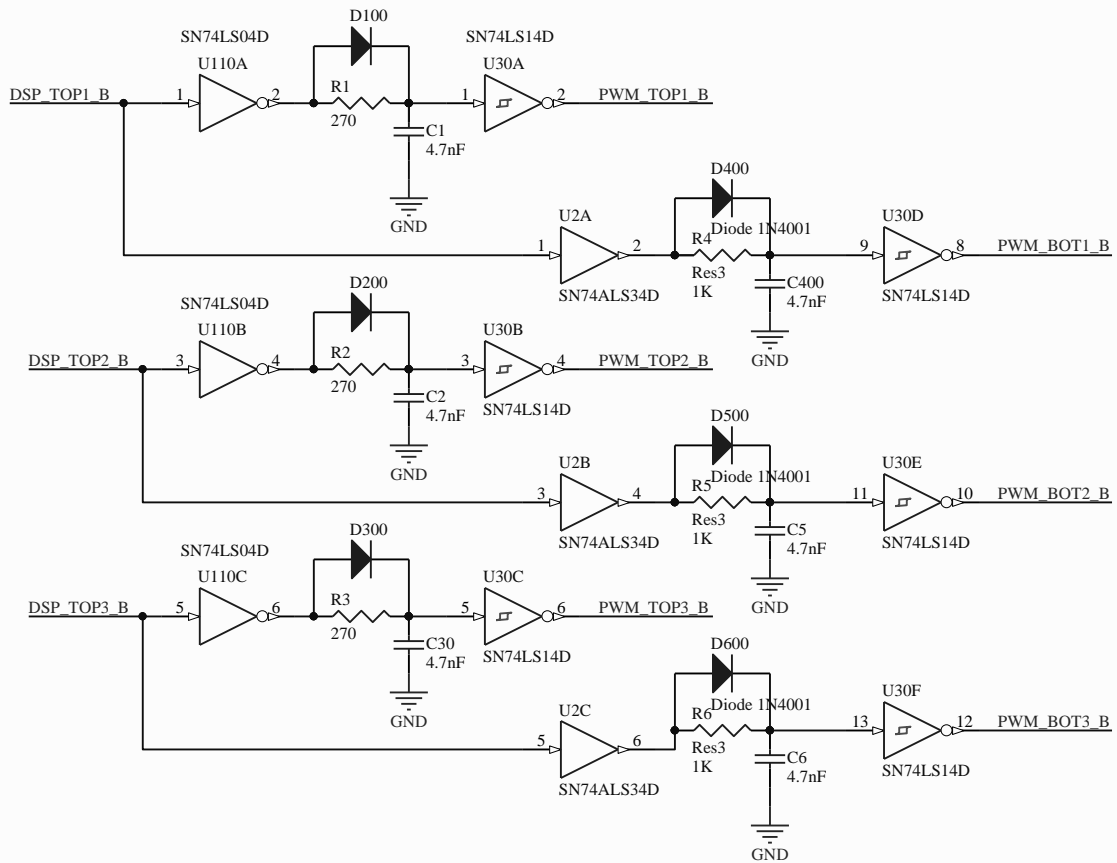 D100
SN74LS04D
SN74LS14D
U110A
U30A
DSP_TOP1_B
1
2
R1
270
1
2
PWM_TOP1_B
C1
4.7nF
GND
D400
U2A
Diode 1N4001
U30D
1
2
R4
9
8
PWM_BOT1_B
Res3
1K
C400
4.7nF
SN74ALS34D
SN74LS14D
GND
D200
SN74LS04D
U110B
U30B
DSP_TOP2_B
3
4
R2
270
3
4
PWM_TOP2_B
C2
4.7nF
SN74LS14D
GND
D500
U2B
Diode 1N4001
U30E
3
4
R5
11
10
PWM_BOT2_B
Res3
1K
C5
4.7nF
SN74ALS34D
SN74LS14D
GND
D300
SN74LS04D
U110C
U30C
DSP_TOP3_B
5
6
R3
270
5
6
PWM_TOP3_B
C30
4.7nF
SN74LS14D
GND
D600
U2C
Diode 1N4001
U30F
5
6
R6
13
12
PWM_BOT3_B
Res3
1K
C6
4.7nF
SN74ALS34D
SN74LS14D
GND